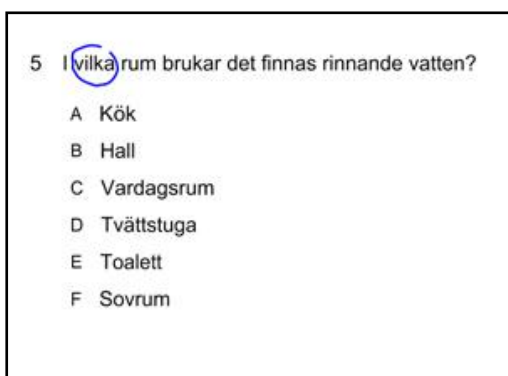 5 I vilka rum brukar det finnas rinnande vatten?
A Kök
B Hall
C Vardagsrum
D Tvättstuga
E Toalett
F Sovrum